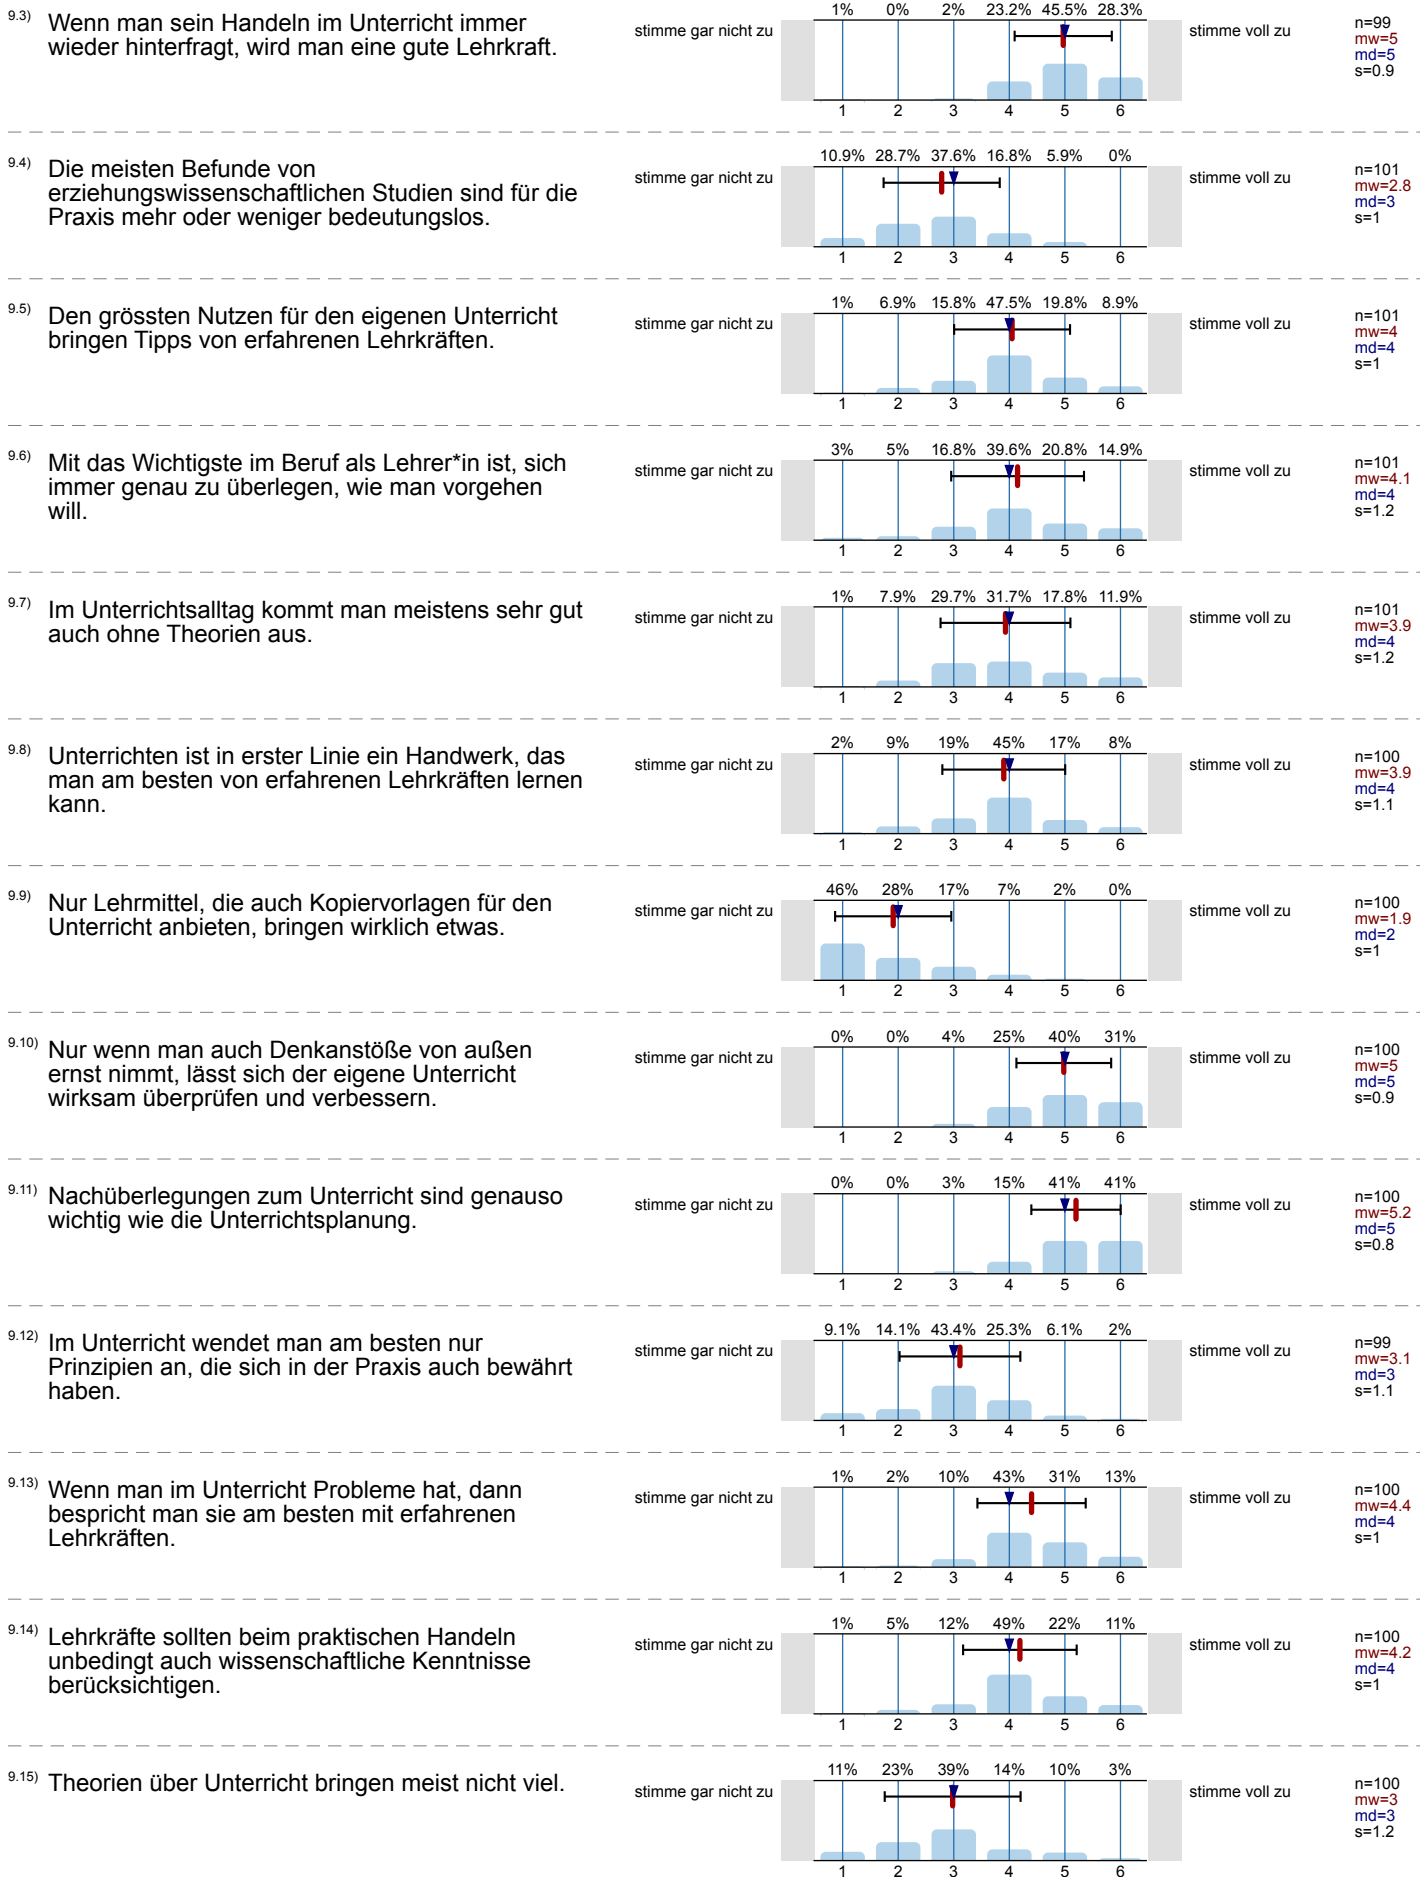 9.3) Wenn man sein Handeln im Unterricht immer
wieder hinterfragt, wird man eine gute Lehrkraft.
stimme gar nicht zu
1% 0% 2% 23.2% 45.5% 28.3%
1 2 3 4 5 6
stimme voll zu
n=99
mw=5
md=5
s=0.9
9.4) Die meisten Befunde von
erziehungswissenschaftlichen Studien sind für die
Praxis mehr oder weniger bedeutungslos.
stimme gar nicht zu
10.9% 28.7% 37.6% 16.8% 5.9% 0%
1 2 3 4 5 6
stimme voll zu
n=101
mw=2.8
md=3
s=1
9.5) Den grössten Nutzen für den eigenen Unterricht
bringen Tipps von erfahrenen Lehrkräften.
stimme gar nicht zu
1% 6.9% 15.8% 47.5% 19.8% 8.9%
1 2 3 4 5 6
stimme voll zu
n=101
mw=4
md=4
s=1
9.6) Mit das Wichtigste im Beruf als Lehrer*in ist, sich
immer genau zu überlegen, wie man vorgehen
will.
stimme gar nicht zu
3% 5% 16.8% 39.6% 20.8% 14.9%
1 2 3 4 5 6
stimme voll zu
n=101
mw=4.1
md=4
s=1.2
9.7) Im Unterrichtsalltag kommt man meistens sehr gut
auch ohne Theorien aus.
stimme gar nicht zu
1% 7.9% 29.7% 31.7% 17.8% 11.9%
1 2 3 4 5 6
stimme voll zu
n=101
mw=3.9
md=4
s=1.2
9.8) Unterrichten ist in erster Linie ein Handwerk, das
man am besten von erfahrenen Lehrkräften lernen
kann.
stimme gar nicht zu
2% 9% 19% 45% 17% 8%
1 2 3 4 5 6
stimme voll zu
n=100
mw=3.9
md=4
s=1.1
9.9) Nur Lehrmittel, die auch Kopiervorlagen für den
Unterricht anbieten, bringen wirklich etwas.
stimme gar nicht zu
46% 28% 17% 7% 2% 0%
1 2 3 4 5 6
stimme voll zu
n=100
mw=1.9
md=2
s=1
9.10) Nur wenn man auch Denkanstöße von außen
ernst nimmt, lässt sich der eigene Unterricht
wirksam überprüfen und verbessern.
stimme gar nicht zu
0% 0% 4% 25% 40% 31%
1 2 3 4 5 6
stimme voll zu
n=100
mw=5
md=5
s=0.9
9.11) Nachüberlegungen zum Unterricht sind genauso
wichtig wie die Unterrichtsplanung.
stimme gar nicht zu
0% 0% 3% 15% 41% 41%
1 2 3 4 5 6
stimme voll zu
n=100
mw=5.2
md=5
s=0.8
9.12) Im Unterricht wendet man am besten nur
Prinzipien an, die sich in der Praxis auch bewährt
haben.
stimme gar nicht zu
9.1% 14.1% 43.4% 25.3% 6.1% 2%
1 2 3 4 5 6
stimme voll zu
n=99
mw=3.1
md=3
s=1.1
9.13) Wenn man im Unterricht Probleme hat, dann
bespricht man sie am besten mit erfahrenen
Lehrkräften.
stimme gar nicht zu
1% 2% 10% 43% 31% 13%
1 2 3 4 5 6
stimme voll zu
n=100
mw=4.4
md=4
s=1
9.14) Lehrkräfte sollten beim praktischen Handeln
unbedingt auch wissenschaftliche Kenntnisse
berücksichtigen.
stimme gar nicht zu
1% 5% 12% 49% 22% 11%
1 2 3 4 5 6
stimme voll zu
n=100
mw=4.2
md=4
s=1
9.15) Theorien über Unterricht bringen meist nicht viel.
stimme gar nicht zu
11% 23% 39% 14% 10% 3%
1 2 3 4 5 6
stimme voll zu
n=100
mw=3
md=3
s=1.2